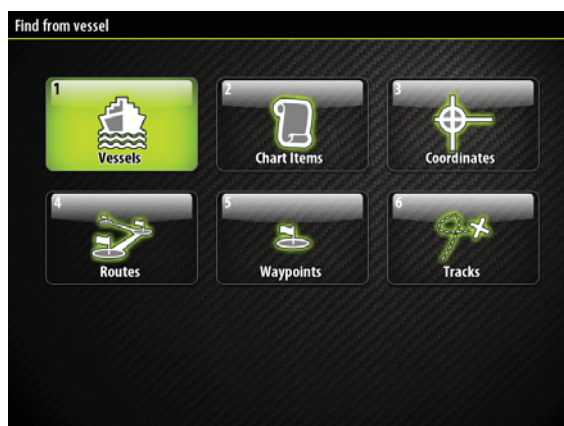 Find from vessel
1
2
3
Vessels
Chart Items
Coordinates
4
5
6
Routes
Waypoints
Tracks